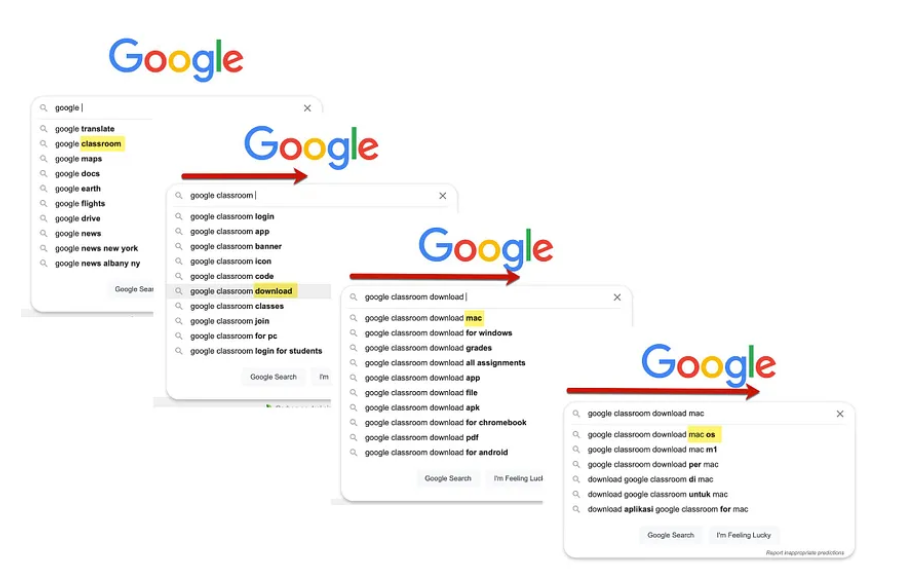 Google
google
google translate
google classroom
google maps
google docs
google earth
google flights
google drive
google news
google news new york
google news albany ny
Google
google classroom
google classroom login
google classroom app
google classroom banner
google classroom icon
google classroom code
google classroom download
google classroom classes
google classroom join
google classroom for pc
google classroom login for students
Google Search I'm
Google
google classroom download
google classroom download mac
google classroom download for windows
google classroom download grades
google classroom download all assignments
google classroom download app
google classroom download file
google classroom download apk
google classroom download for chromebook
google classroom download pdf
google classroom download for android
Google Search I'm Feeling
Google
google classroom download mac
google classroom download mac os
google classroom download mac m1
google classroom download per mac
download google classroom di mac
download google classroom untuk mac
download aplikasi google classroom for mac
Google Search I'm Feeling Lucky
Report inappropriate predictions